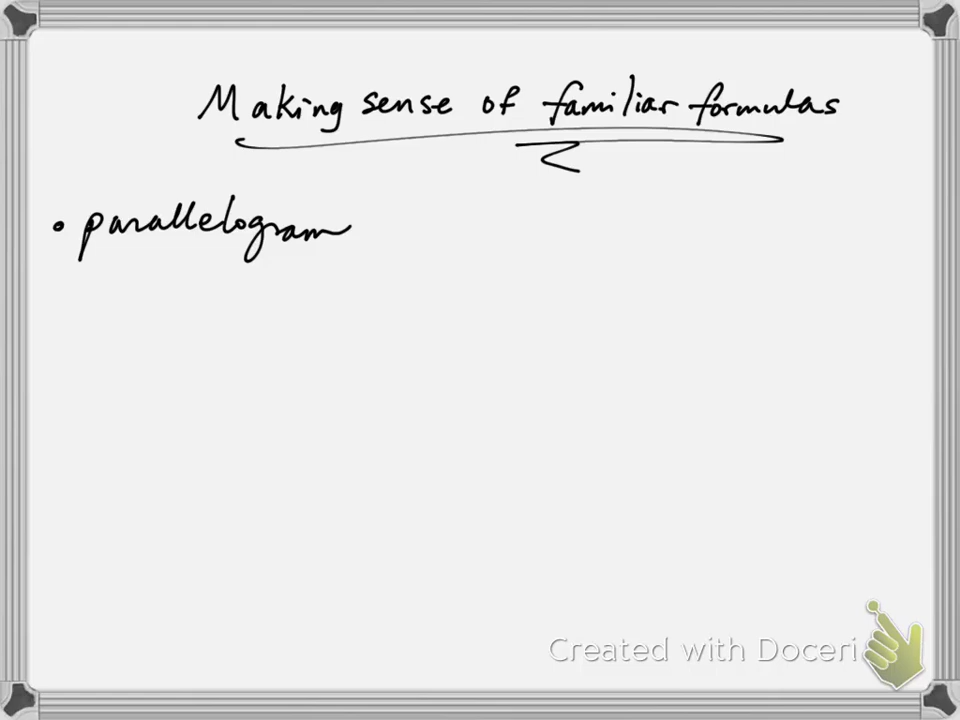 Making sense of familiar formulas
• parallelogram
Created with Doceri